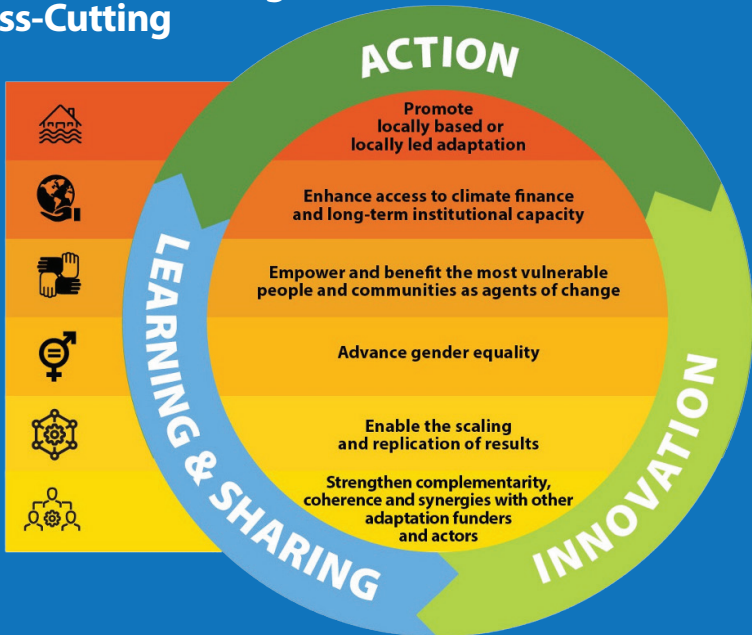 ss-Cutting
ACTION
Promote
locally based or
locally led adaptation
Enhance access to climate finance
and long-term institutional capacity
Empower and benefit the most vulnerable
people and communities as agents of change
Advance gender equality
Enable the scaling
and replication of results
Strengthen complementarity,
coherence and synergies with other
adaptation funders
and actors
LEARNING & SHARING
INNOVATION